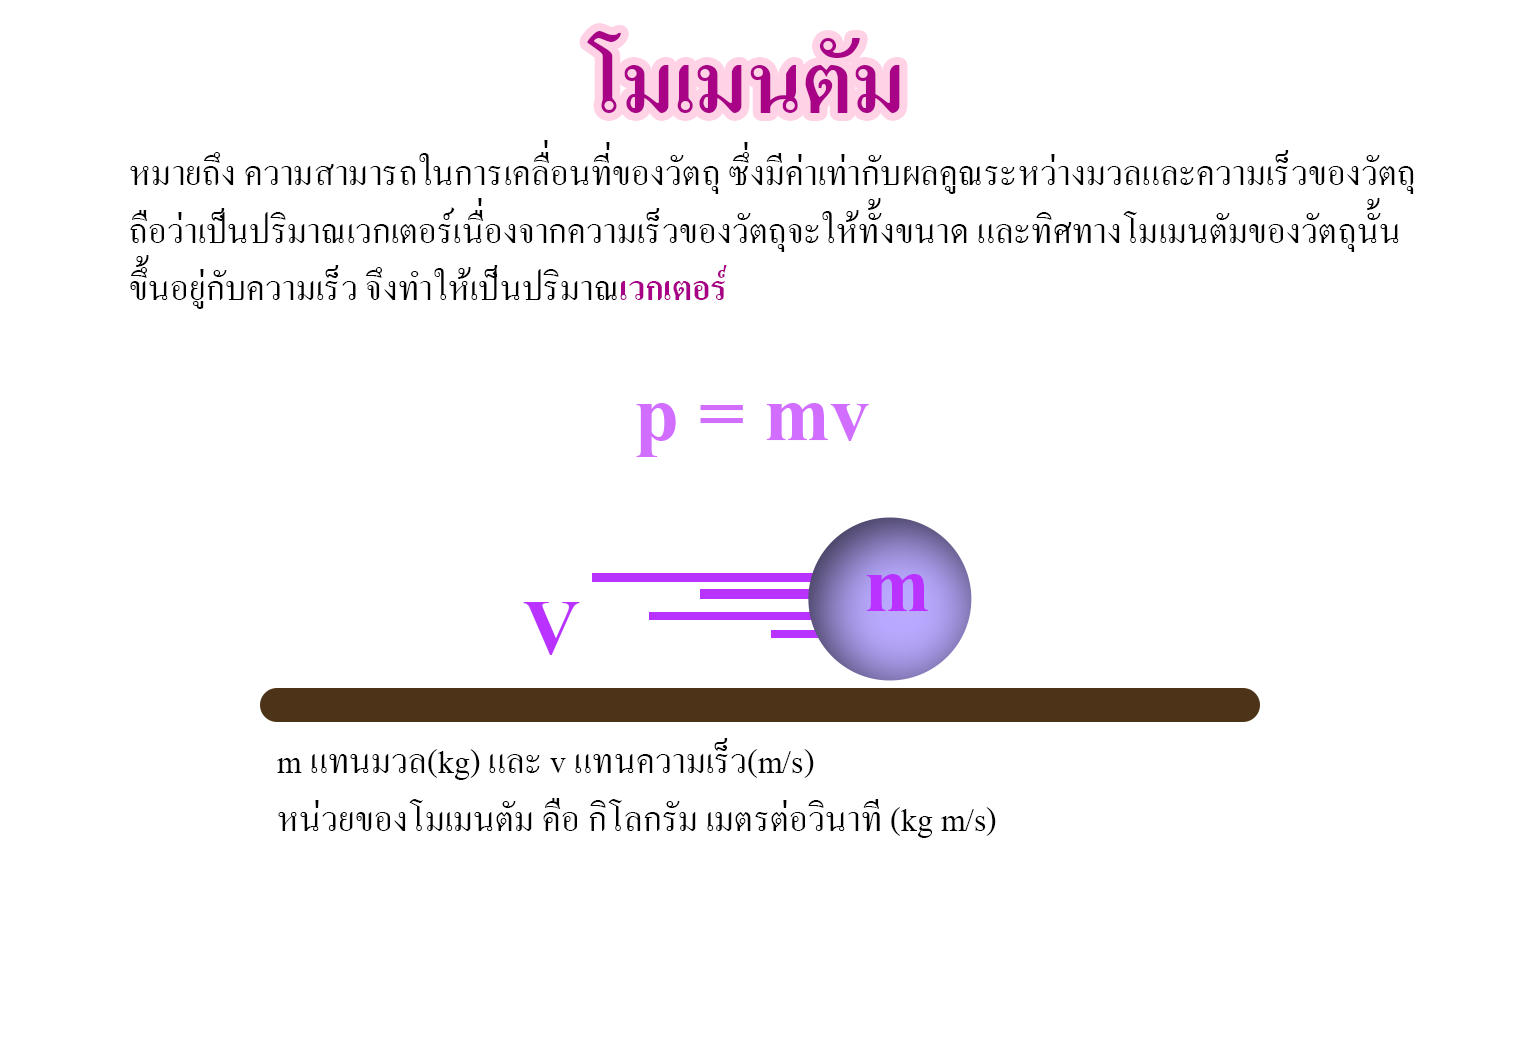 โมเมนตัม
หมายถึง ความสามารถในการเคลื่อนที่ของวัตถุ ซึ่งมีค่าเท่ากับผลคูณระหว่างมวลและความเร็วของวัตถุ
ถือว่าเป็นปริมาณเวกเตอร์เนื่องจากความเร็วของวัตถุจะให้ทั้งขนาด และทิศทางโมเมนตัมของวัตถุนั้น
ขึ้นอยู่กับความเร็ว จึงทำให้เป็นปริมาณเวกเตอร์
p = mv
m
v
m แทนมวล(kg) และ v แทนความเร็ว(m/s)
หน่วยของโมเมนตัม คือ กิโลกรัม เมตรต่อวินาที (kg m/s)